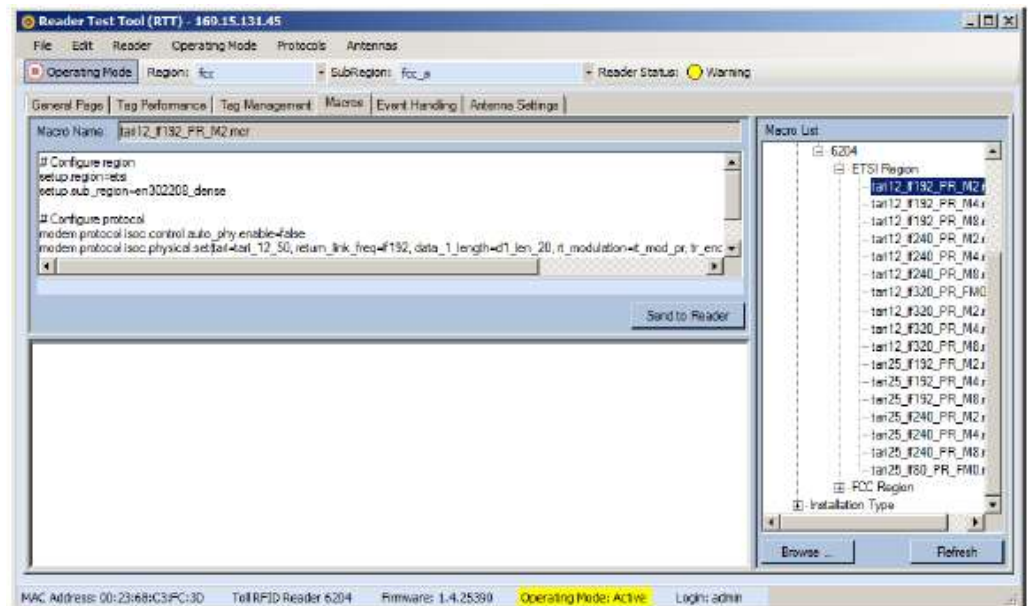 Reader Test Tool (RTT) - 169.15.131.45
File Edit Reader Operating Mode Protocols Antennas
Operating Mode Region: fcc SubRegion: fcc_a Reader Status: Warning
General Page Tag Performance Tag Management Macros Event Handling Antenna Settings
Macro Name: tari12_lf192_PR_M2.mcr
# Configure region
setup.region=etsi
setup.sub_region=en302208_dense
# Configure protocol
modem.protocol.isoc.control.auto_phy.enable=false
modem.protocol.isoc.physical.set(tari=tari_12_50, return_link_freq=lf192, data_1_length=d1_len_20, rt_modulation=rt_mod_pr, tr_enc
Send to Reader
Macro List
6204
ETSI Region
tari12_lf192_PR_M2.r
tari12_lf192_PR_M4.r
tari12_lf192_PR_M8.r
tari12_lf240_PR_M2.r
tari12_lf240_PR_M4.r
tari12_lf240_PR_M8.r
tari12_lf320_PR_FM0
tari12_lf320_PR_M2.r
tari12_lf320_PR_M4.r
tari12_lf320_PR_M8.r
tari25_lf192_PR_M2.r
tari25_lf192_PR_M4.r
tari25_lf192_PR_M8.r
tari25_lf240_PR_M2.r
tari25_lf240_PR_M4.r
tari25_lf240_PR_M8.r
tari25_lf80_PR_FM0.r
FCC Region
Installation Type
Browse ... Refresh
MAC Address: 00:23:68:C3:FC:3D Toll RFID Reader 6204 Firmware: 1.4.25390 Operating Mode: Active Login: admin